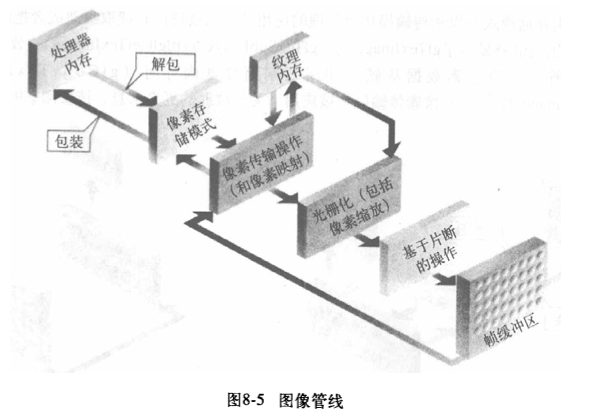 处理器
内存
解包
纹理
内存
包装
像素存
储模式
像素传输操作
(和像素映射)
光栅化(包括
像素缩放)
基于片断
的操作
帧缓冲区
图8-5 图像管线